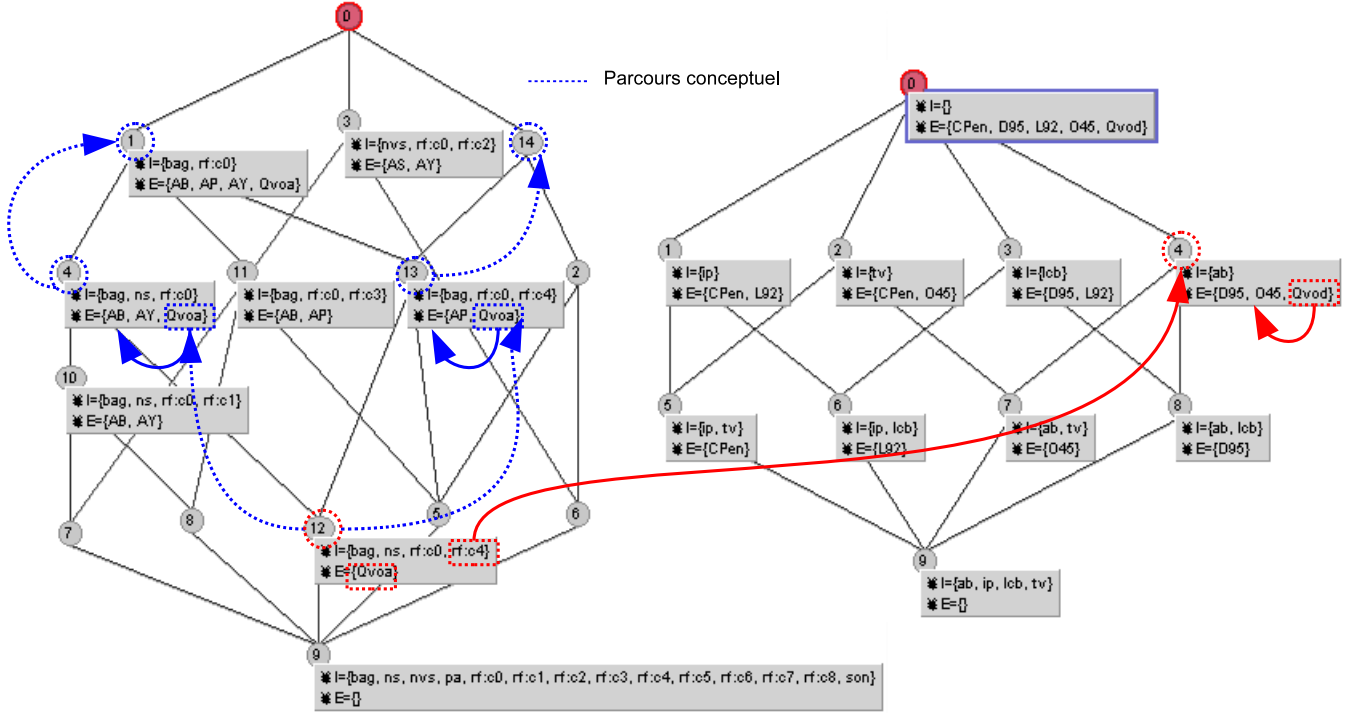 0
Parcours conceptuel
0
I={}
E={CPen, D95, L92, O45, Qvod}
1
I={bag, rf:c0}
E={AB, AP, AY, Qvoa}
3
I={nvs, rf:c0, rf:c2}
E={AS, AY}
14
1
I={ip}
E={CPen, L92}
2
I={tv}
E={CPen, O45}
3
I={lcb}
E={D95, L92}
4
I={ab}
E={D95, O45, Qvod}
4
I={bag, ns, rf:c0}
E={AB, AY, Qvoa}
11
I={bag, rf:c0, rf:c3}
E={AB, AP}
13
I={bag, rf:c0, rf:c4}
E={AP, Qvoa}
2
10
I={bag, ns, rf:c0, rf:c1}
E={AB, AY}
5
I={ip, tv}
E={CPen}
6
I={ip, lcb}
E={L92}
7
I={ab, tv}
E={O45}
8
I={ab, lcb}
E={D95}
7
8
12
I={bag, ns, rf:c0, rf:c4}
E={Qvoa}
5
6
9
I={ab, ip, lcb, tv}
E={}
9
I={bag, ns, nvs, pa, rf:c0, rf:c1, rf:c2, rf:c3, rf:c4, rf:c5, rf:c6, rf:c7, rf:c8, son}
E={}